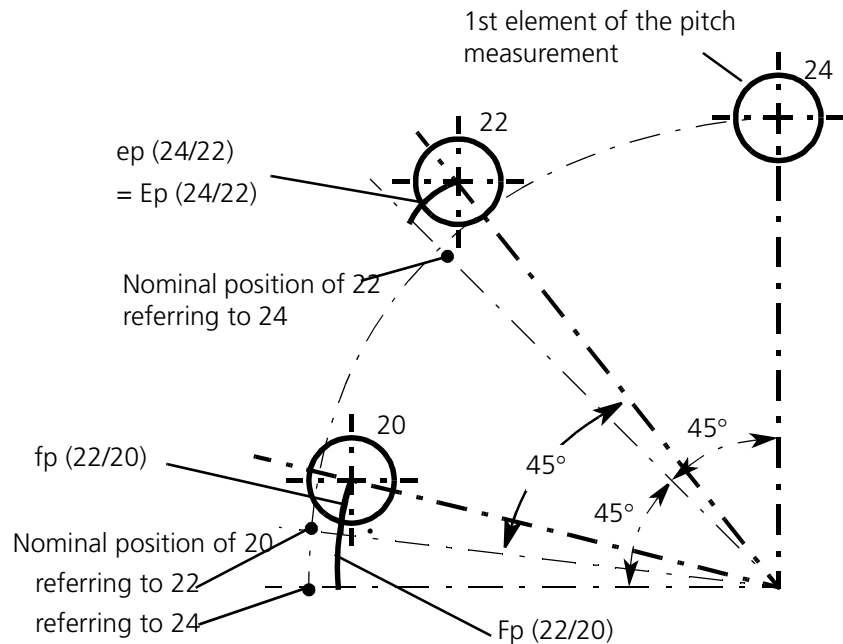 1st element of the pitch
measurement
24
22
ep (24/22)
= Ep (24/22)
Nominal position of 22
referring to 24
20
fp (22/20)
45°
45°
45°
Nominal position of 20
referring to 22
referring to 24
Fp (22/20)